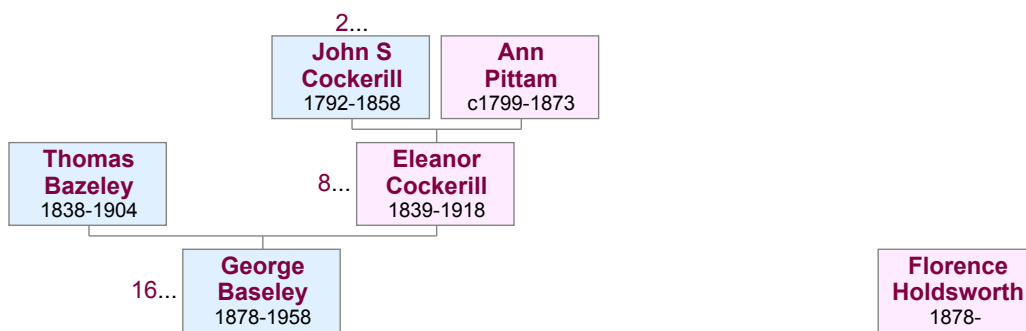 2...
John S
Cockerill
1792-1858
Ann
Pittam
c1799-1873
Thomas
Bazeley
1838-1904
8...
Eleanor
Cockerill
1839-1918
16...
George
Baseley
1878-1958
Florence
Holdsworth
1878-